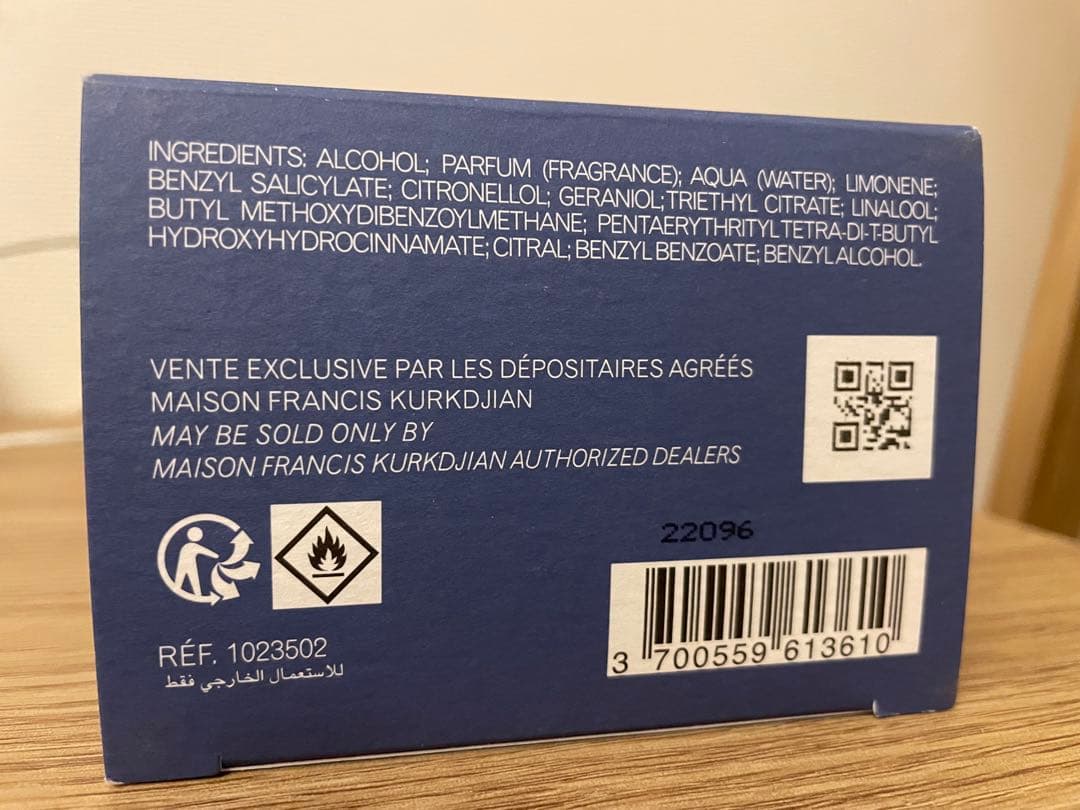 INGREDIENTS: ALCOHOL; PARFUM (FRAGRANCE); AQUA (WATER); LIMONENE;
BENZYL SALICYLATE; CITRONELLOL; GERANIOL; TRIETHYL CITRATE; LINALOOL;
BUTYL METHOXYDIBENZOYLMETHANE; PENTAERYTHRITYL TETRA-DI-T-BUTYL
HYDROXYHYDROCINNAMATE; CITRAL; BENZYL BENZOATE; BENZYL ALCOHOL.
VENTE EXCLUSIVE PAR LES DÉPOSITAIRES AGRÉÉS
MAISON FRANCIS KURKDJIAN
MAY BE SOLD ONLY BY
MAISON FRANCIS KURKDJIAN AUTHORIZED DEALERS
22096
RÉF. 1023502
للاستعمال الخارجي فقط
3 700559 613610